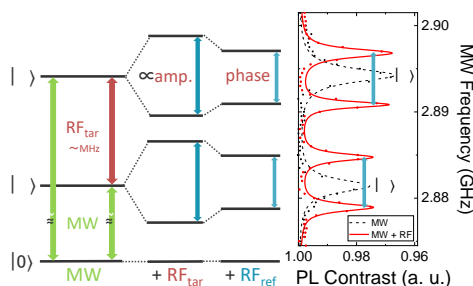 | ⟩
| ⟩
|0⟩
RF_tar
~MHz
MW
MW
≈
≈
∝amp.
phase
+ RF_tar
+ RF_ref
2.90
2.89
2.88
MW Frequency (GHz)
| ⟩
| ⟩
MW
MW + RF
1.00
0.98
0.96
PL Contrast (a. u.)